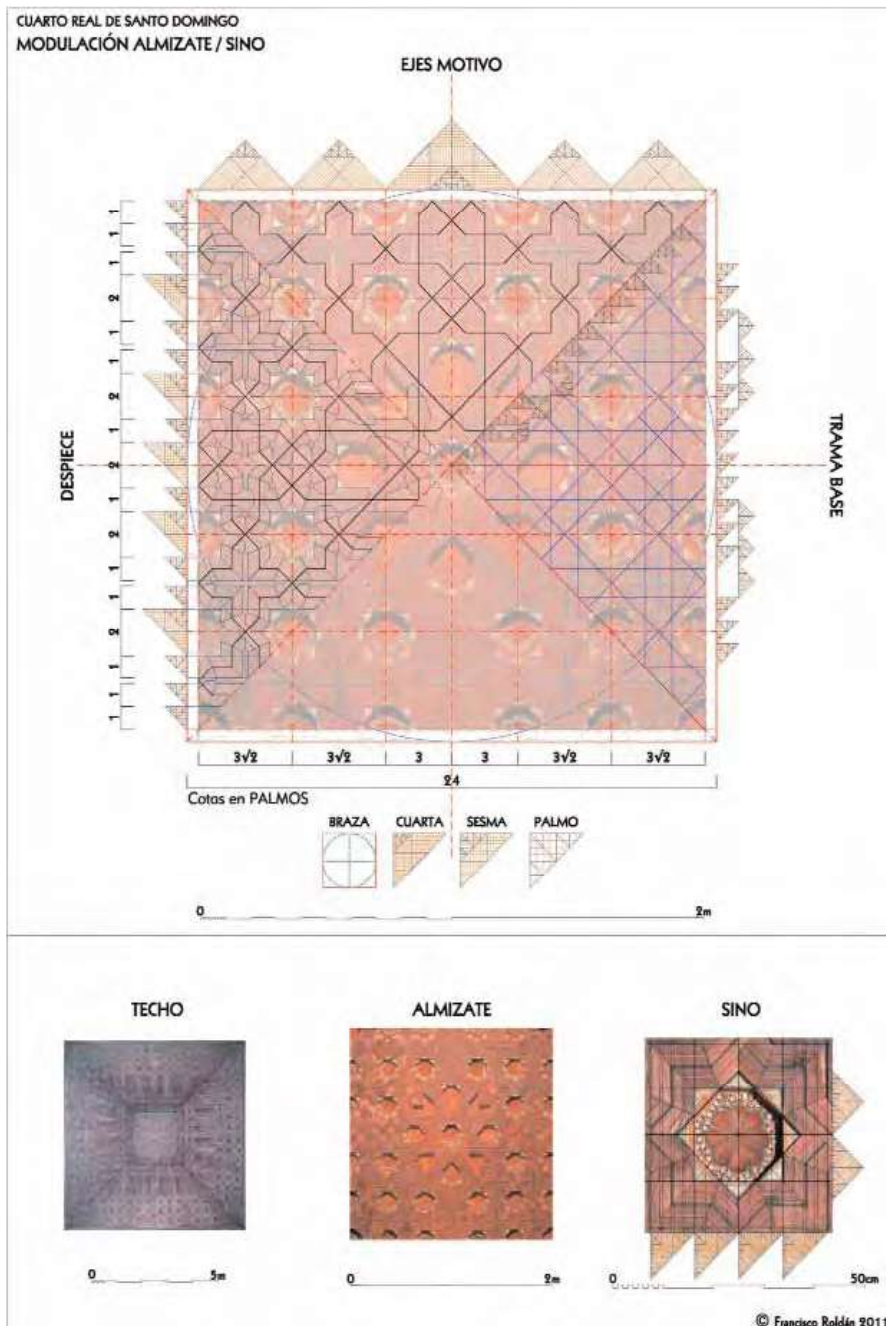 CUARTO REAL DE SANTO DOMINGO
MODULACIÓN ALMIZATE / SINO
EJES MOTIVO
1
1
1
2
1
1
2
1
2
1
2
1
1
2
1
1
1
DESPIECE
TRAMA BASE
3√2 3√2 3 3 3√2 3√2
24
Cotas en PALMOS
BRAZA CUARTA SESMA PALMO
0 2m
TECHO ALMIZATE SINO
0 5m 0 2m 0 50cm
© Francisco Roldán 2011